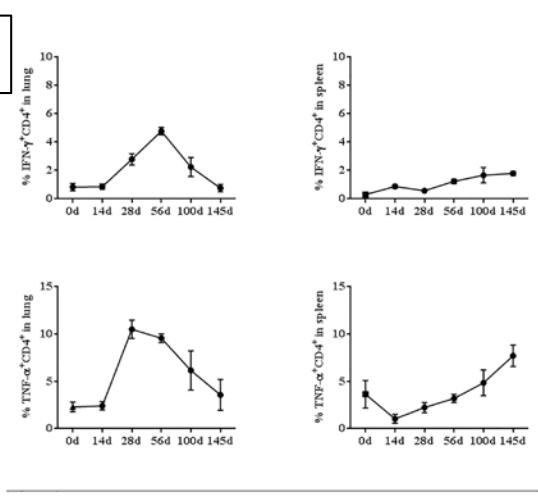 % IFN-γ⁺CD4⁺ in lung
10
8
6
4
2
0
0d 14d 28d 56d 100d 145d
% IFN-γ⁺CD4⁺ in spleen
10
8
6
4
2
0
0d 14d 28d 56d 100d 145d
% TNF-α⁺CD4⁺ in lung
15
10
5
0
0d 14d 28d 56d 100d 145d
% TNF-α⁺CD4⁺ in spleen
15
10
5
0
0d 14d 28d 56d 100d 145d